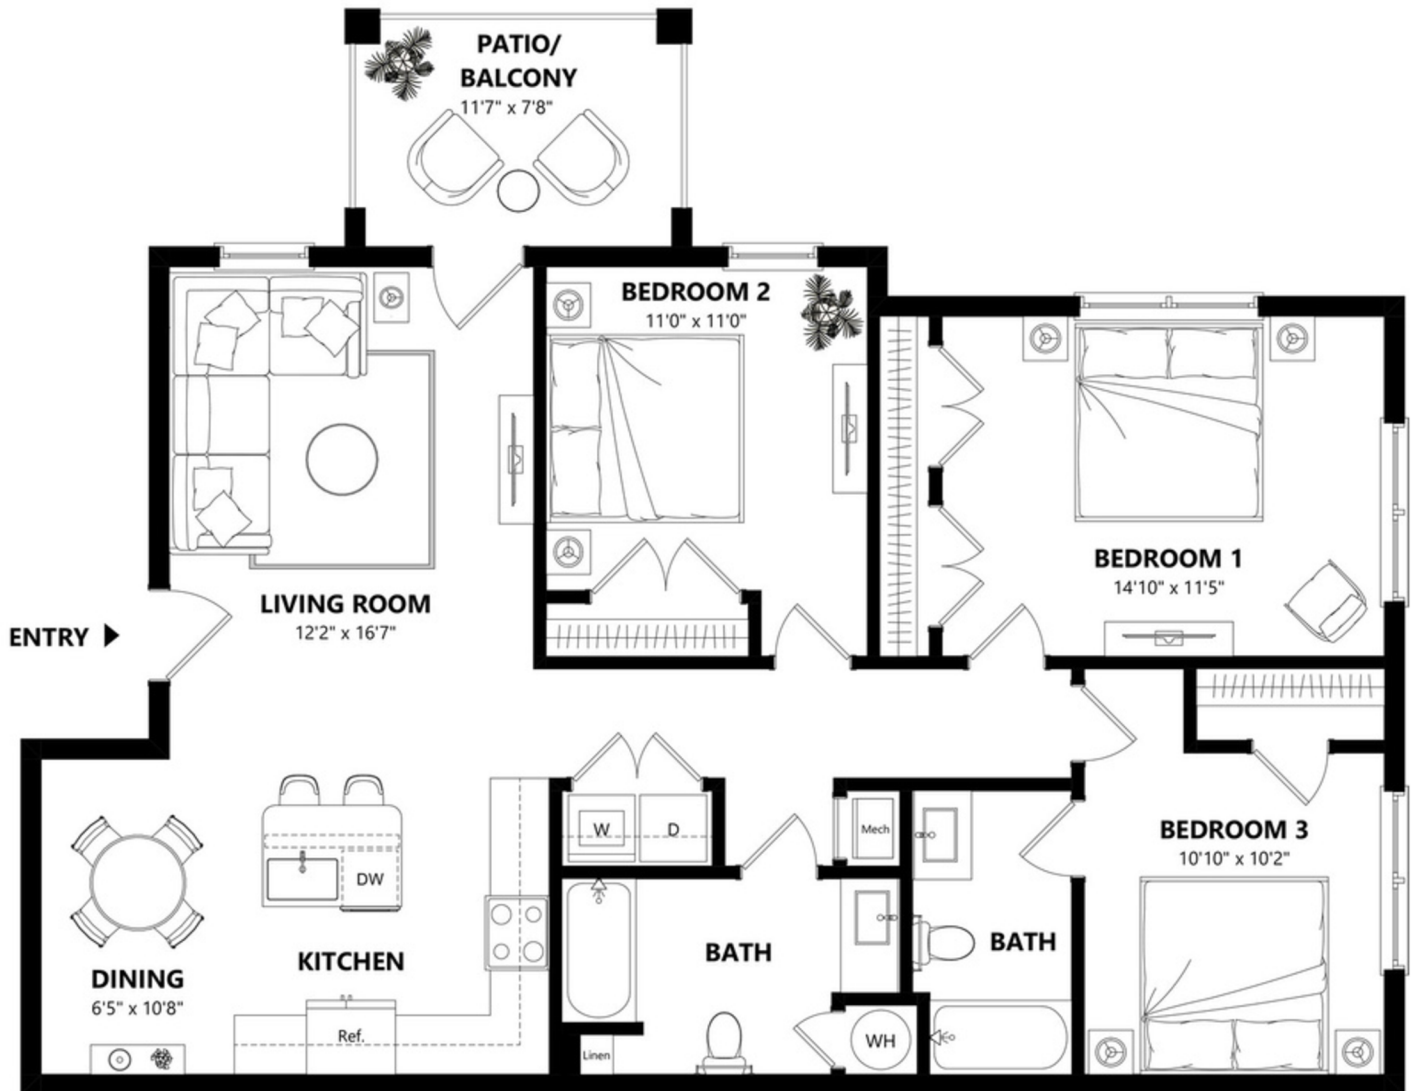 PATIO/
BALCONY
11'7" x 7'8"
BEDROOM 2
11'0" x 11'0"
BEDROOM 1
14'10" x 11'5"
LIVING ROOM
12'2" x 16'7"
ENTRY
W
D
Mech
BEDROOM 3
10'10" x 10'2"
DW
BATH
BATH
KITCHEN
DINING
6'5" x 10'8"
Ref.
Linen
WH